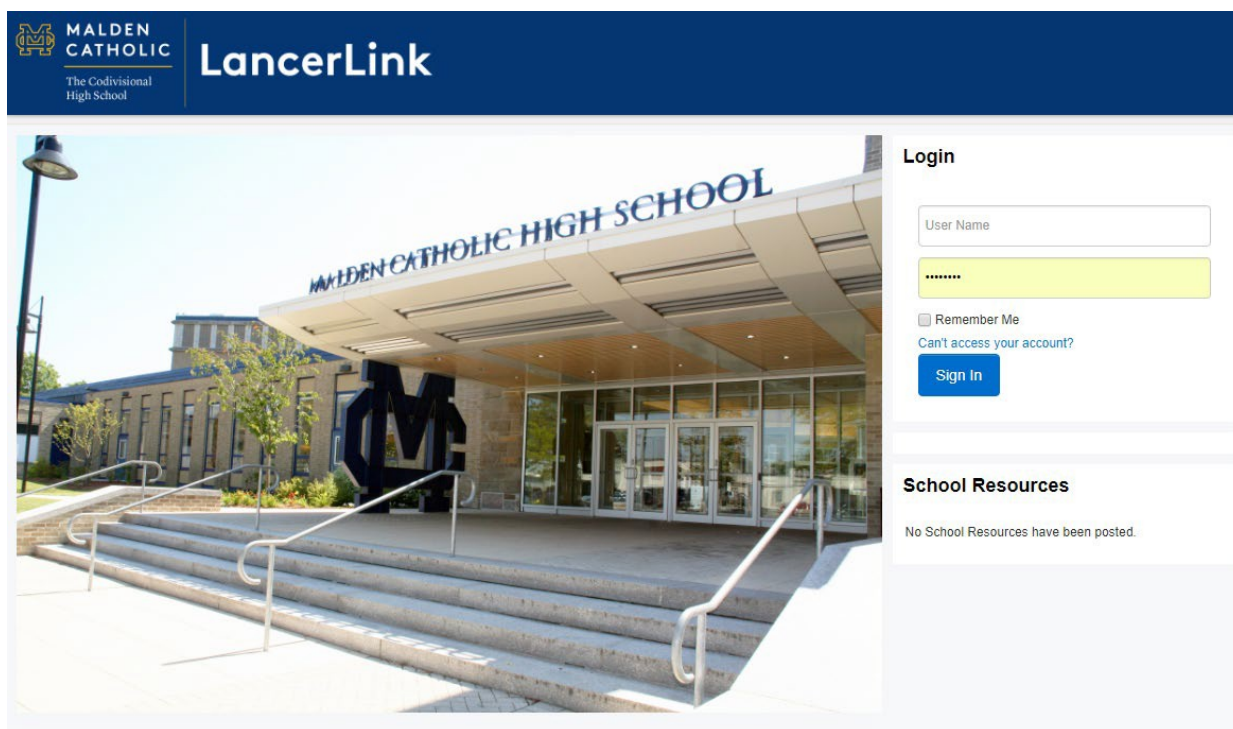 MALDEN
CATHOLIC
The Codivisional
High School
LancerLink
MALDEN CATHOLIC HIGH SCHOOL
MC
Login
User Name
••••••••
Remember Me
Can't access your account?
Sign In
School Resources
No School Resources have been posted.